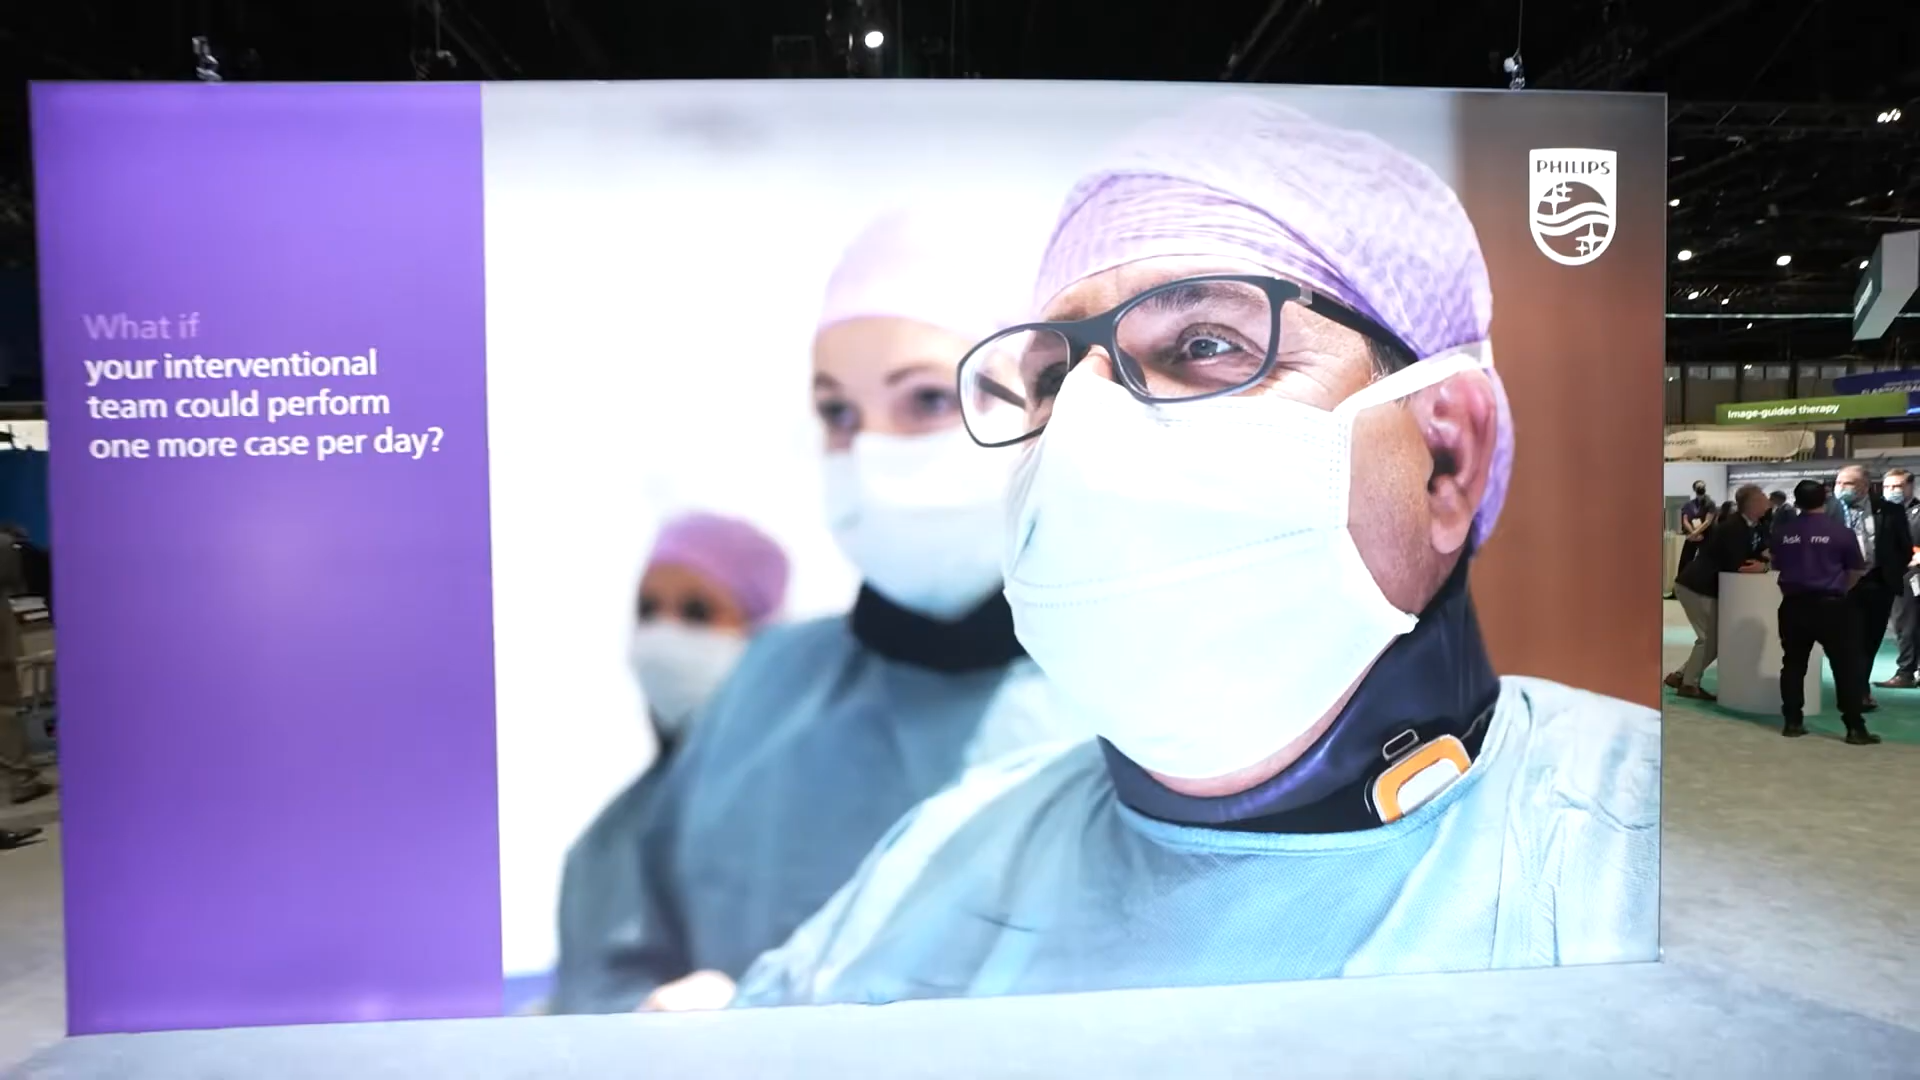 What if
your interventional
team could perform
one more case per day?
PHILIPS
Image-guided therapy
Ask me